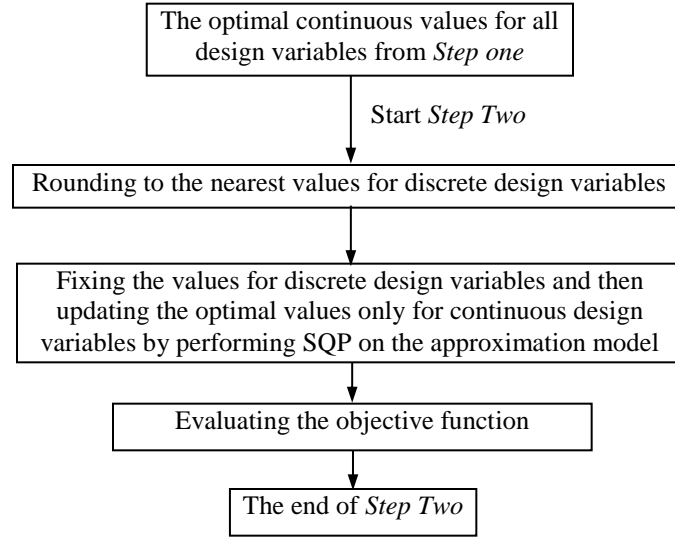 The optimal continuous values for all
design variables from Step one
Start Step Two
Rounding to the nearest values for discrete design variables
Fixing the values for discrete design variables and then
updating the optimal values only for continuous design
variables by performing SQP on the approximation model
Evaluating the objective function
The end of Step Two